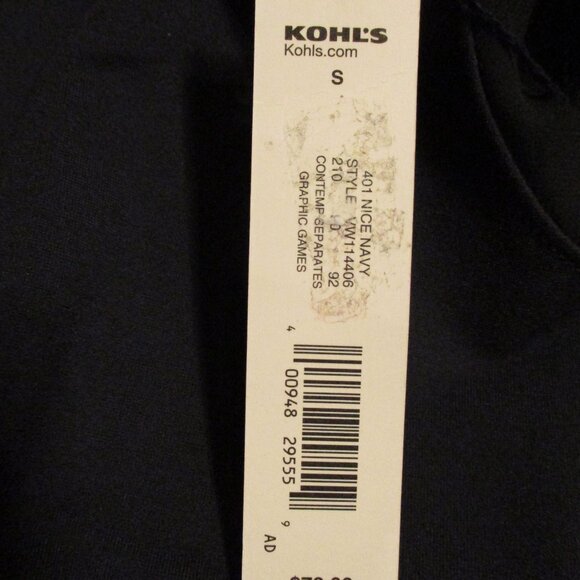 KOHL'S
Kohls.com
S
401 NICE NAVY
STYLE VW114406
210 92
CONTEMP SEPARATES
GRAPHIC GAMES
4 00948 29555 9
AD